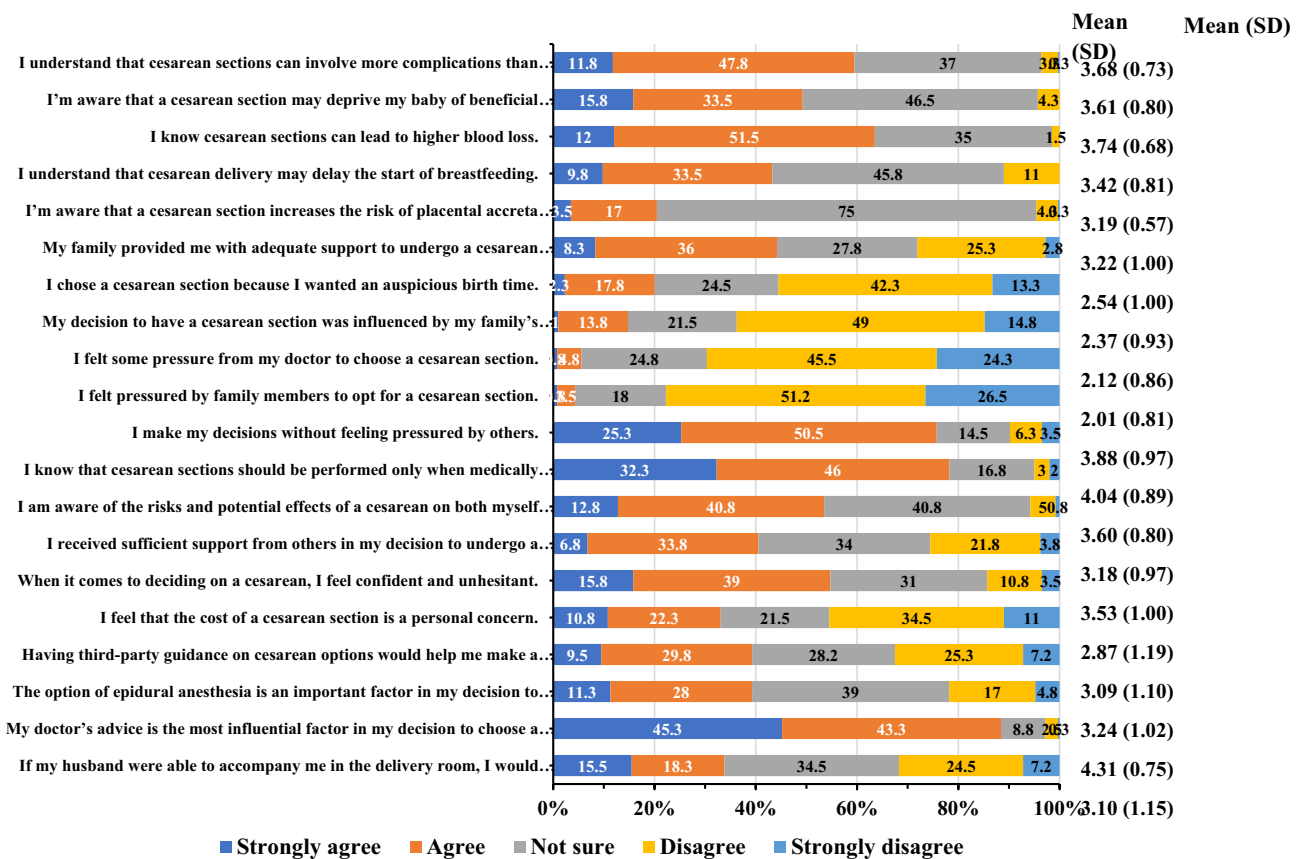 Mean (SD)
Mean (SD)
I understand that cesarean sections can involve more complications than… 11.8 47.8 37 3.68 (0.73)
I'm aware that a cesarean section may deprive my baby of beneficial… 15.8 33.5 46.5 4.3 3.61 (0.80)
I know cesarean sections can lead to higher blood loss. 12 51.5 35 1.5 3.74 (0.68)
I understand that cesarean delivery may delay the start of breastfeeding. 9.8 33.5 45.8 11 3.42 (0.81)
I'm aware that a cesarean section increases the risk of placental accreta… 3.5 17 75 3.19 (0.57)
My family provided me with adequate support to undergo a cesarean… 8.3 36 27.8 25.3 2.8 3.22 (1.00)
I chose a cesarean section because I wanted an auspicious birth time. 2.3 17.8 24.5 42.3 13.3 2.54 (1.00)
My decision to have a cesarean section was influenced by my family's… 1 13.8 21.5 49 14.8 2.37 (0.93)
I felt some pressure from my doctor to choose a cesarean section. 4.8 24.8 45.5 24.3 2.12 (0.86)
I felt pressured by family members to opt for a cesarean section. 18 51.2 26.5 2.01 (0.81)
I make my decisions without feeling pressured by others. 25.3 50.5 14.5 6.3 3.5 3.88 (0.97)
I know that cesarean sections should be performed only when medically… 32.3 46 16.8 3 2 4.04 (0.89)
I am aware of the risks and potential effects of a cesarean on both myself… 12.8 40.8 40.8 5 0.8 3.60 (0.80)
I received sufficient support from others in my decision to undergo a… 6.8 33.8 34 21.8 3.8 3.18 (0.97)
When it comes to deciding on a cesarean, I feel confident and unhesitant. 15.8 39 31 10.8 3.5 3.53 (1.00)
I feel that the cost of a cesarean section is a personal concern. 10.8 22.3 21.5 34.5 11 2.87 (1.19)
Having third-party guidance on cesarean options would help me make a… 9.5 29.8 28.2 25.3 7.2 3.09 (1.10)
The option of epidural anesthesia is an important factor in my decision to… 11.3 28 39 17 4.8 3.24 (1.02)
My doctor's advice is the most influential factor in my decision to choose a… 45.3 43.3 8.8 4.31 (0.75)
If my husband were able to accompany me in the delivery room, I would… 15.5 18.3 34.5 24.5 7.2 3.10 (1.15)
0% 20% 40% 60% 80% 100%
Strongly agree Agree Not sure Disagree Strongly disagree